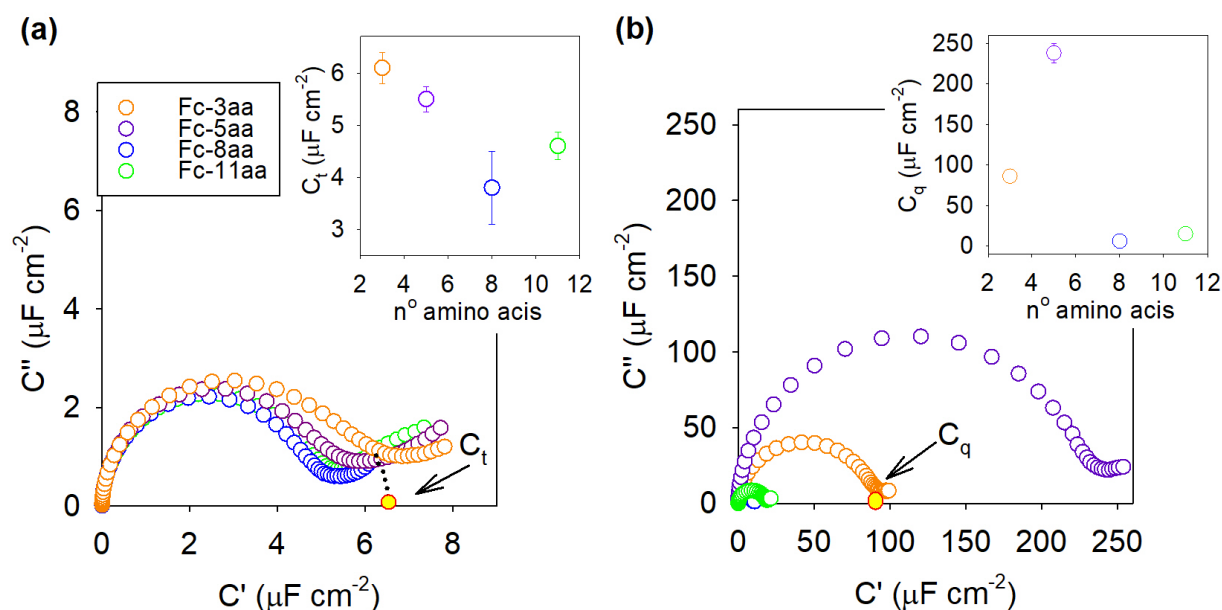 (a)
8
6
4
2
0
C'' (μF cm⁻²)
0 2 4 6 8
C' (μF cm⁻²)
Fc-3aa
Fc-5aa
Fc-8aa
Fc-11aa
6
5
4
3
Cₜ (μF cm⁻²)
2 4 6 8 10 12
nº amino acis
Cₜ
(b)
250
200
150
100
50
0
C'' (μF cm⁻²)
0 50 100 150 200 250
C' (μF cm⁻²)
250
200
150
100
50
0
C_q (μF cm⁻²)
2 4 6 8 10 12
nº amino acis
C_q